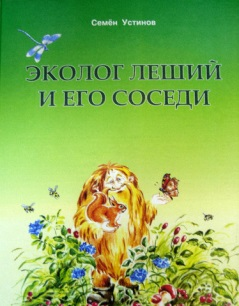 Семён Устинов
ЭКОЛОГ ЛЕШИЙ
И ЕГО СОСЕДИ